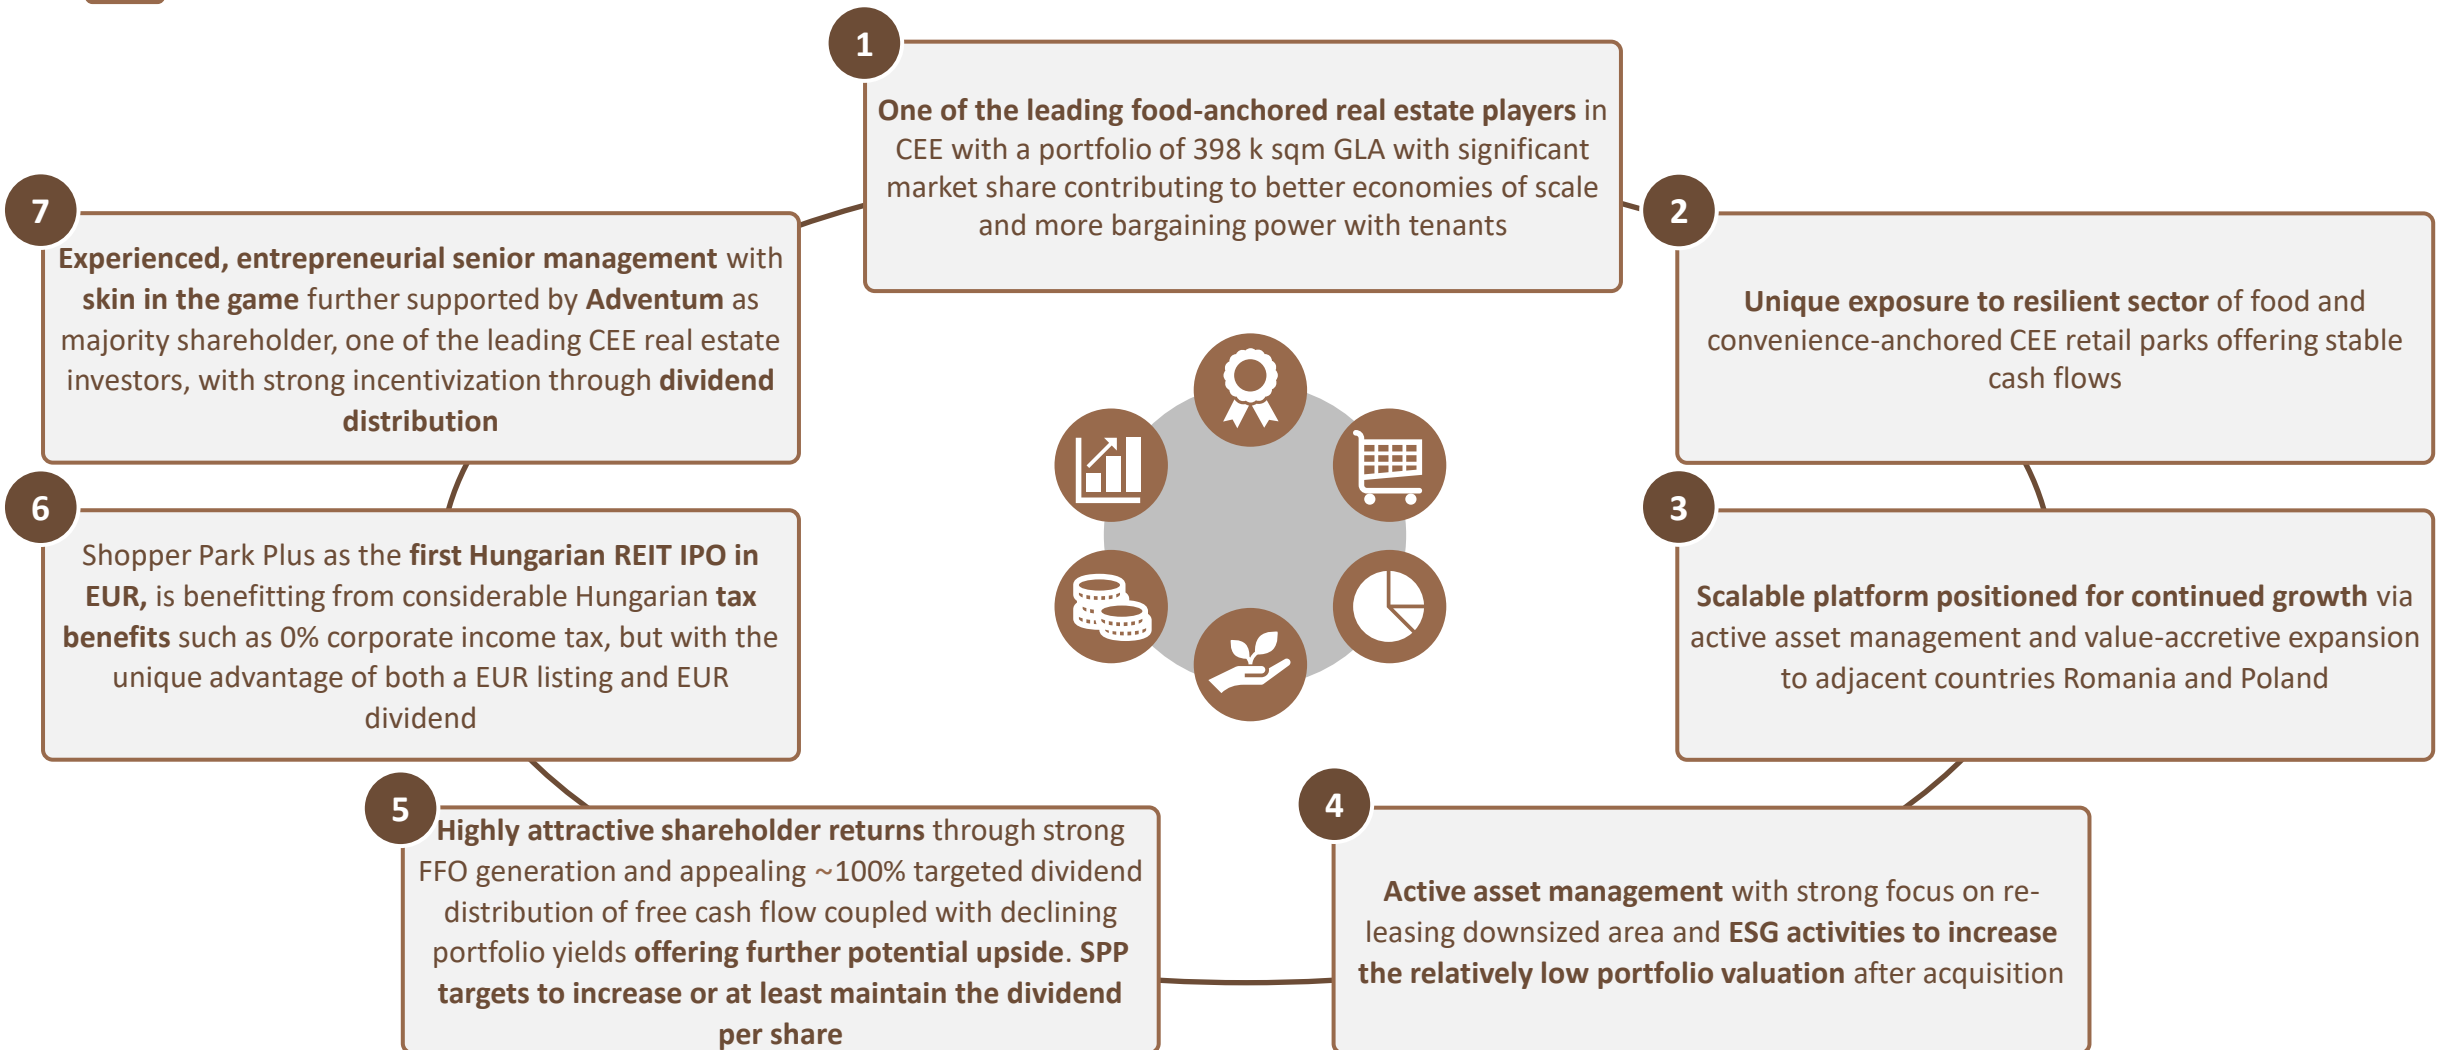 1
One of the leading food-anchored real estate players in
CEE with a portfolio of 398 k sqm GLA with significant
market share contributing to better economies of scale
and more bargaining power with tenants
2
Unique exposure to resilient sector of food and
convenience-anchored CEE retail parks offering stable
cash flows
3
Scalable platform positioned for continued growth via
active asset management and value-accretive expansion
to adjacent countries Romania and Poland
4
Active asset management with strong focus on re-
leasing downsized area and ESG activities to increase
the relatively low portfolio valuation after acquisition
5
Highly attractive shareholder returns through strong
FFO generation and appealing ~100% targeted dividend
distribution of free cash flow coupled with declining
portfolio yields offering further potential upside. SPP
targets to increase or at least maintain the dividend
per share
6
Shopper Park Plus as the first Hungarian REIT IPO in
EUR, is benefitting from considerable Hungarian tax
benefits such as 0% corporate income tax, but with the
unique advantage of both a EUR listing and EUR
dividend
7
Experienced, entrepreneurial senior management with
skin in the game further supported by Adventum as
majority shareholder, one of the leading CEE real estate
investors, with strong incentivization through dividend
distribution